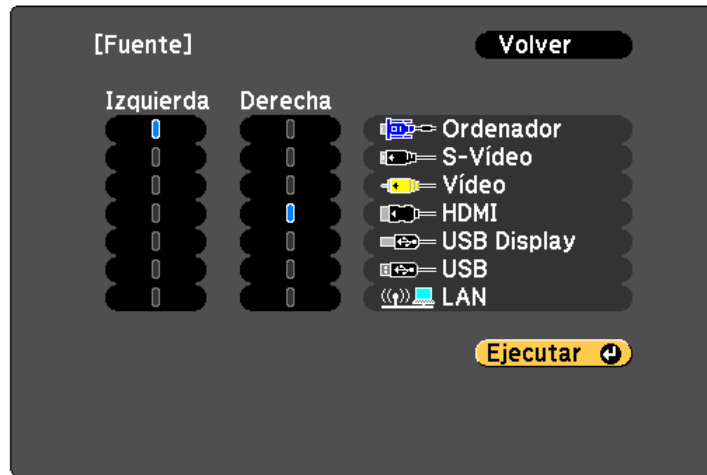 [Fuente]
Volver
Izquierda Derecha
Ordenador
S-Vídeo
Vídeo
HDMI
USB Display
USB
LAN
Ejecutar